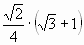 √2/4 · (√3 + 1)